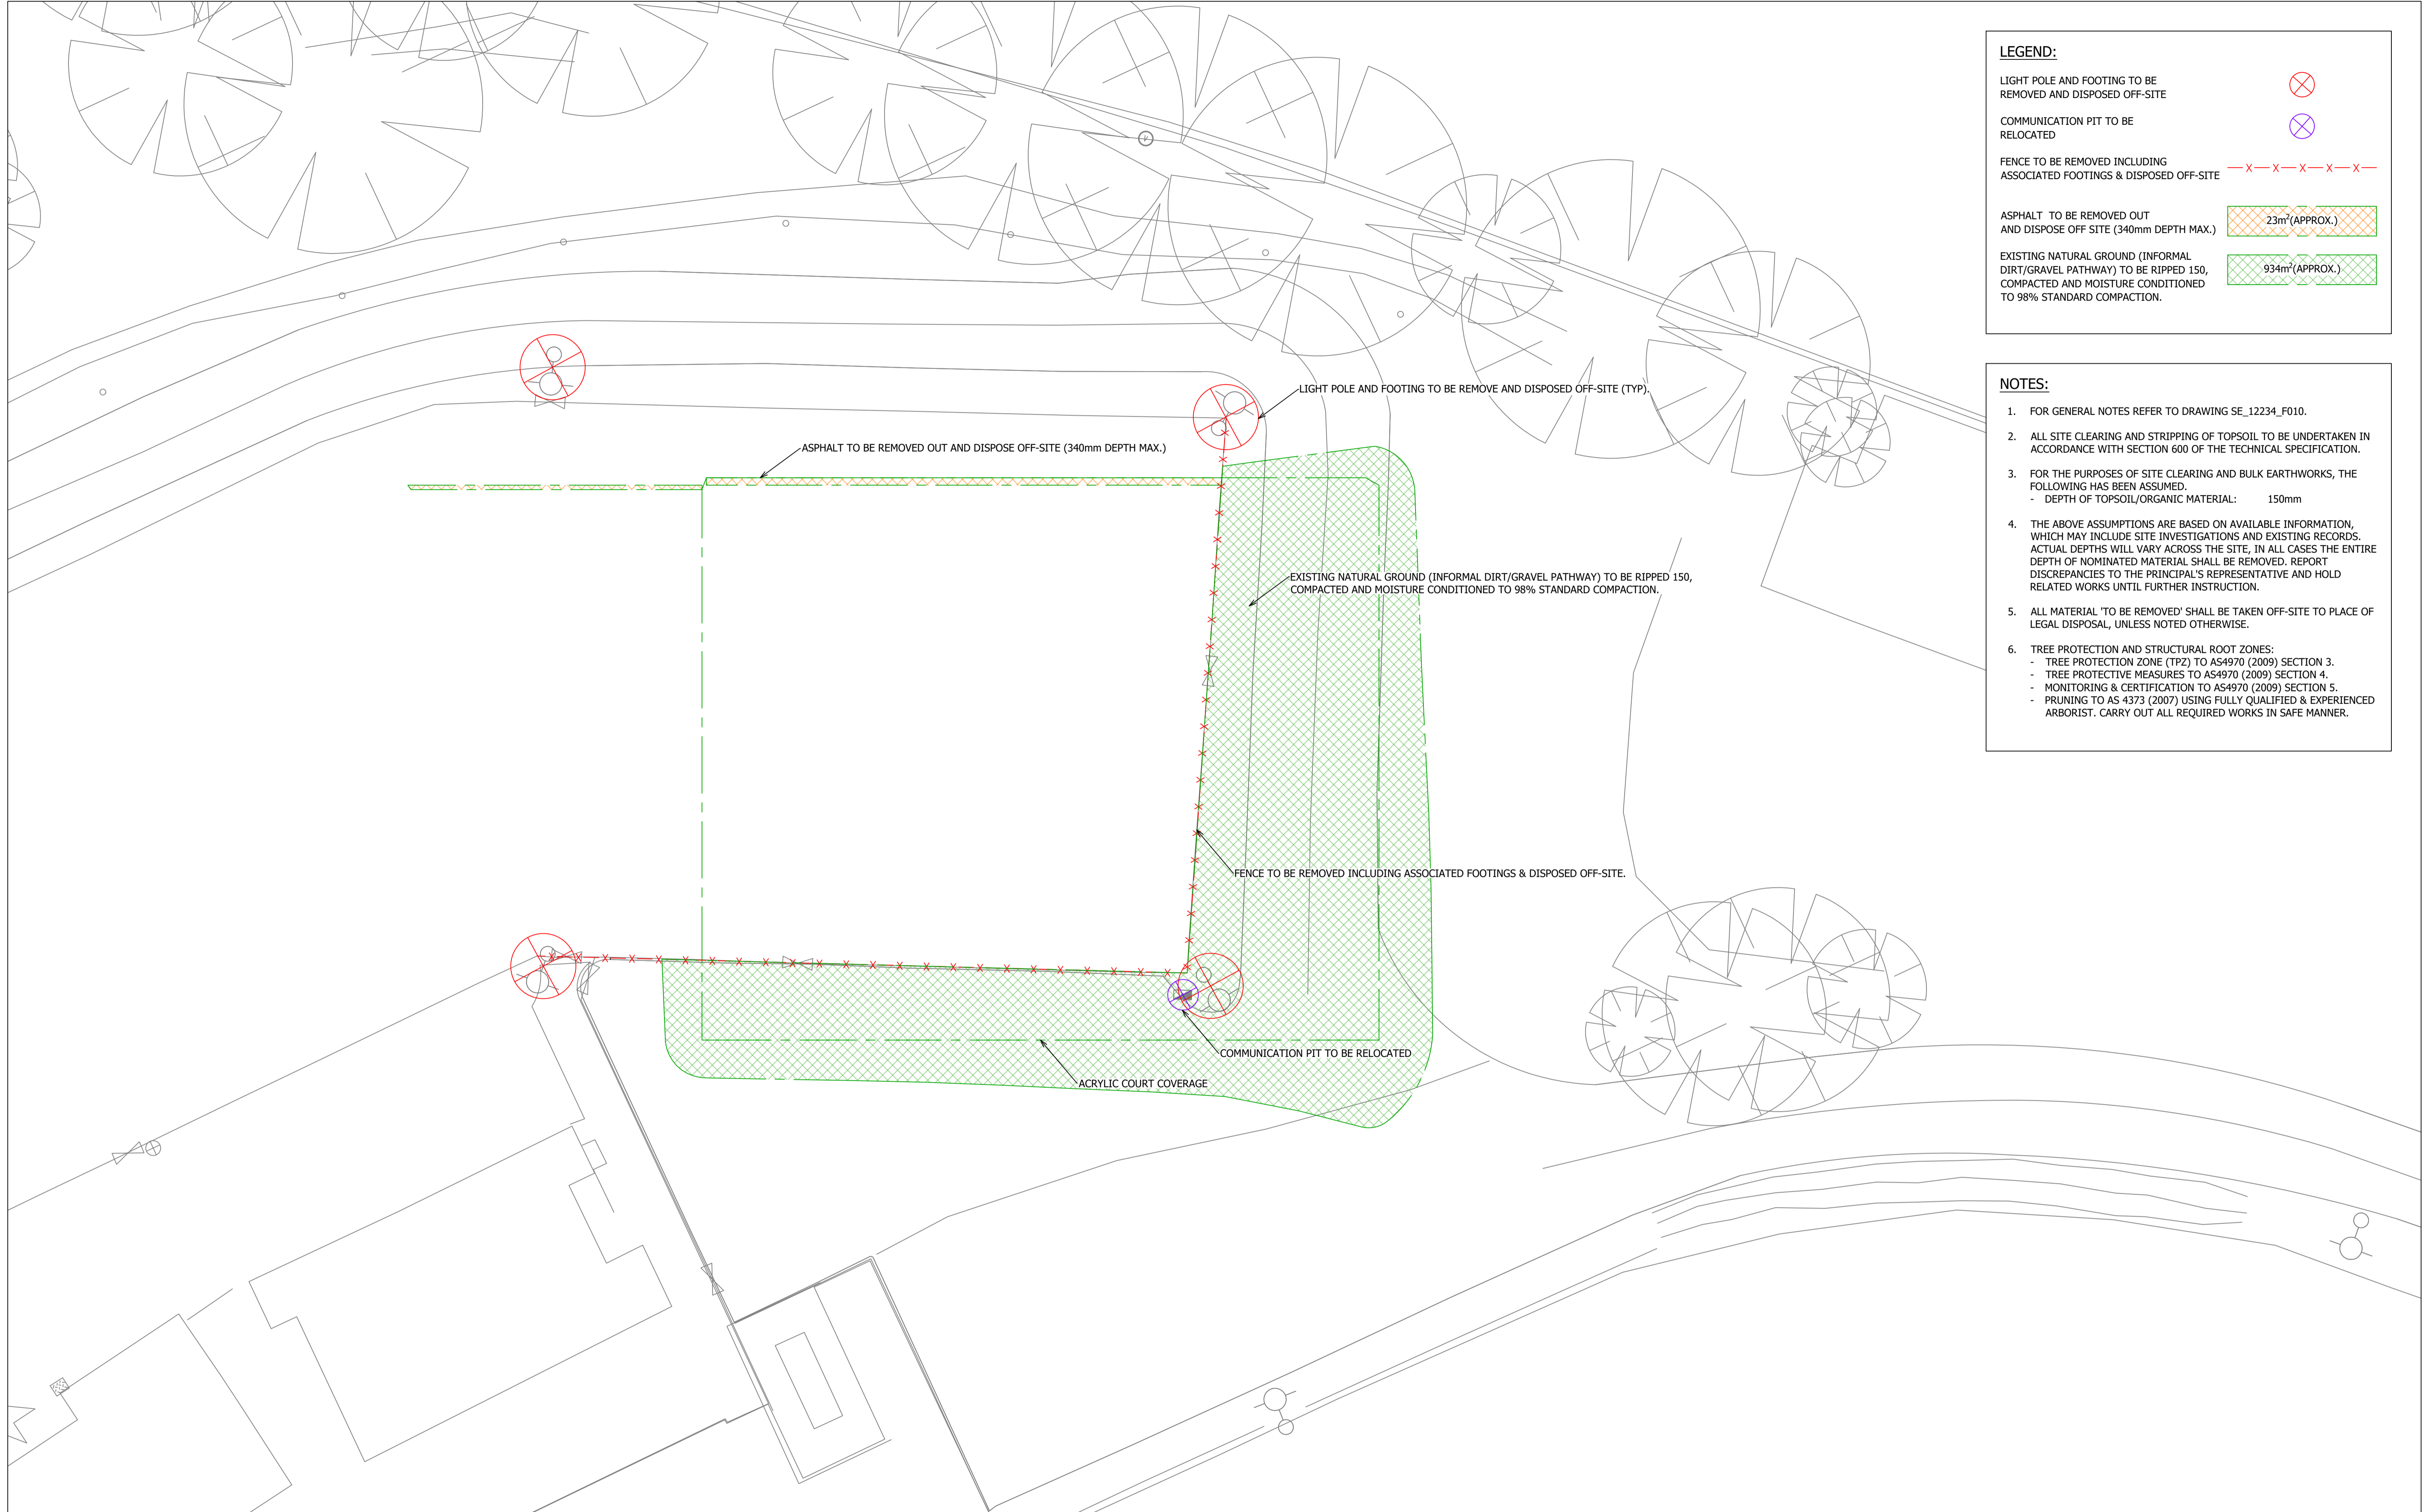 LEGEND:
LIGHT POLE AND FOOTING TO BE
REMOVED AND DISPOSED OFF-SITE
COMMUNICATION PIT TO BE
RELOCATED
FENCE TO BE REMOVED INCLUDING
ASSOCIATED FOOTINGS & DISPOSED OFF-SITE
X X X X X
ASPHALT TO BE REMOVED OUT
AND DISPOSE OFF SITE (340mm DEPTH MAX.)
23m²(APPROX.)
EXISTING NATURAL GROUND (INFORMAL
DIRT/GRAVEL PATHWAY) TO BE RIPPED 150,
COMPACTED AND MOISTURE CONDITIONED
TO 98% STANDARD COMPACTION.
934m²(APPROX.)
NOTES:
1. FOR GENERAL NOTES REFER TO DRAWING SE_12234_F010.
2. ALL SITE CLEARING AND STRIPPING OF TOPSOIL TO BE UNDERTAKEN IN
ACCORDANCE WITH SECTION 600 OF THE TECHNICAL SPECIFICATION.
3. FOR THE PURPOSES OF SITE CLEARING AND BULK EARTHWORKS, THE
FOLLOWING HAS BEEN ASSUMED.
- DEPTH OF TOPSOIL/ORGANIC MATERIAL: 150mm
4. THE ABOVE ASSUMPTIONS ARE BASED ON AVAILABLE INFORMATION,
WHICH MAY INCLUDE SITE INVESTIGATIONS AND EXISTING RECORDS.
ACTUAL DEPTHS WILL VARY ACROSS THE SITE, IN ALL CASES THE ENTIRE
DEPTH OF NOMINATED MATERIAL SHALL BE REMOVED. REPORT
DISCREPANCIES TO THE PRINCIPAL'S REPRESENTATIVE AND HOLD
RELATED WORKS UNTIL FURTHER INSTRUCTION.
5. ALL MATERIAL 'TO BE REMOVED' SHALL BE TAKEN OFF-SITE TO PLACE OF
LEGAL DISPOSAL, UNLESS NOTED OTHERWISE.
6. TREE PROTECTION AND STRUCTURAL ROOT ZONES:
- TREE PROTECTION ZONE (TPZ) TO AS4970 (2009) SECTION 3.
- TREE PROTECTIVE MEASURES TO AS4970 (2009) SECTION 4.
- MONITORING & CERTIFICATION TO AS4970 (2009) SECTION 5.
- PRUNING TO AS 4373 (2007) USING FULLY QUALIFIED & EXPERIENCED
ARBORIST. CARRY OUT ALL REQUIRED WORKS IN SAFE MANNER.
LIGHT POLE AND FOOTING TO BE REMOVE AND DISPOSED OFF-SITE (TYP).
ASPHALT TO BE REMOVED OUT AND DISPOSE OFF-SITE (340mm DEPTH MAX.)
EXISTING NATURAL GROUND (INFORMAL DIRT/GRAVEL PATHWAY) TO BE RIPPED 150,
COMPACTED AND MOISTURE CONDITIONED TO 98% STANDARD COMPACTION.
FENCE TO BE REMOVED INCLUDING ASSOCIATED FOOTINGS & DISPOSED OFF-SITE.
COMMUNICATION PIT TO BE RELOCATED
ACRYLIC COURT COVERAGE